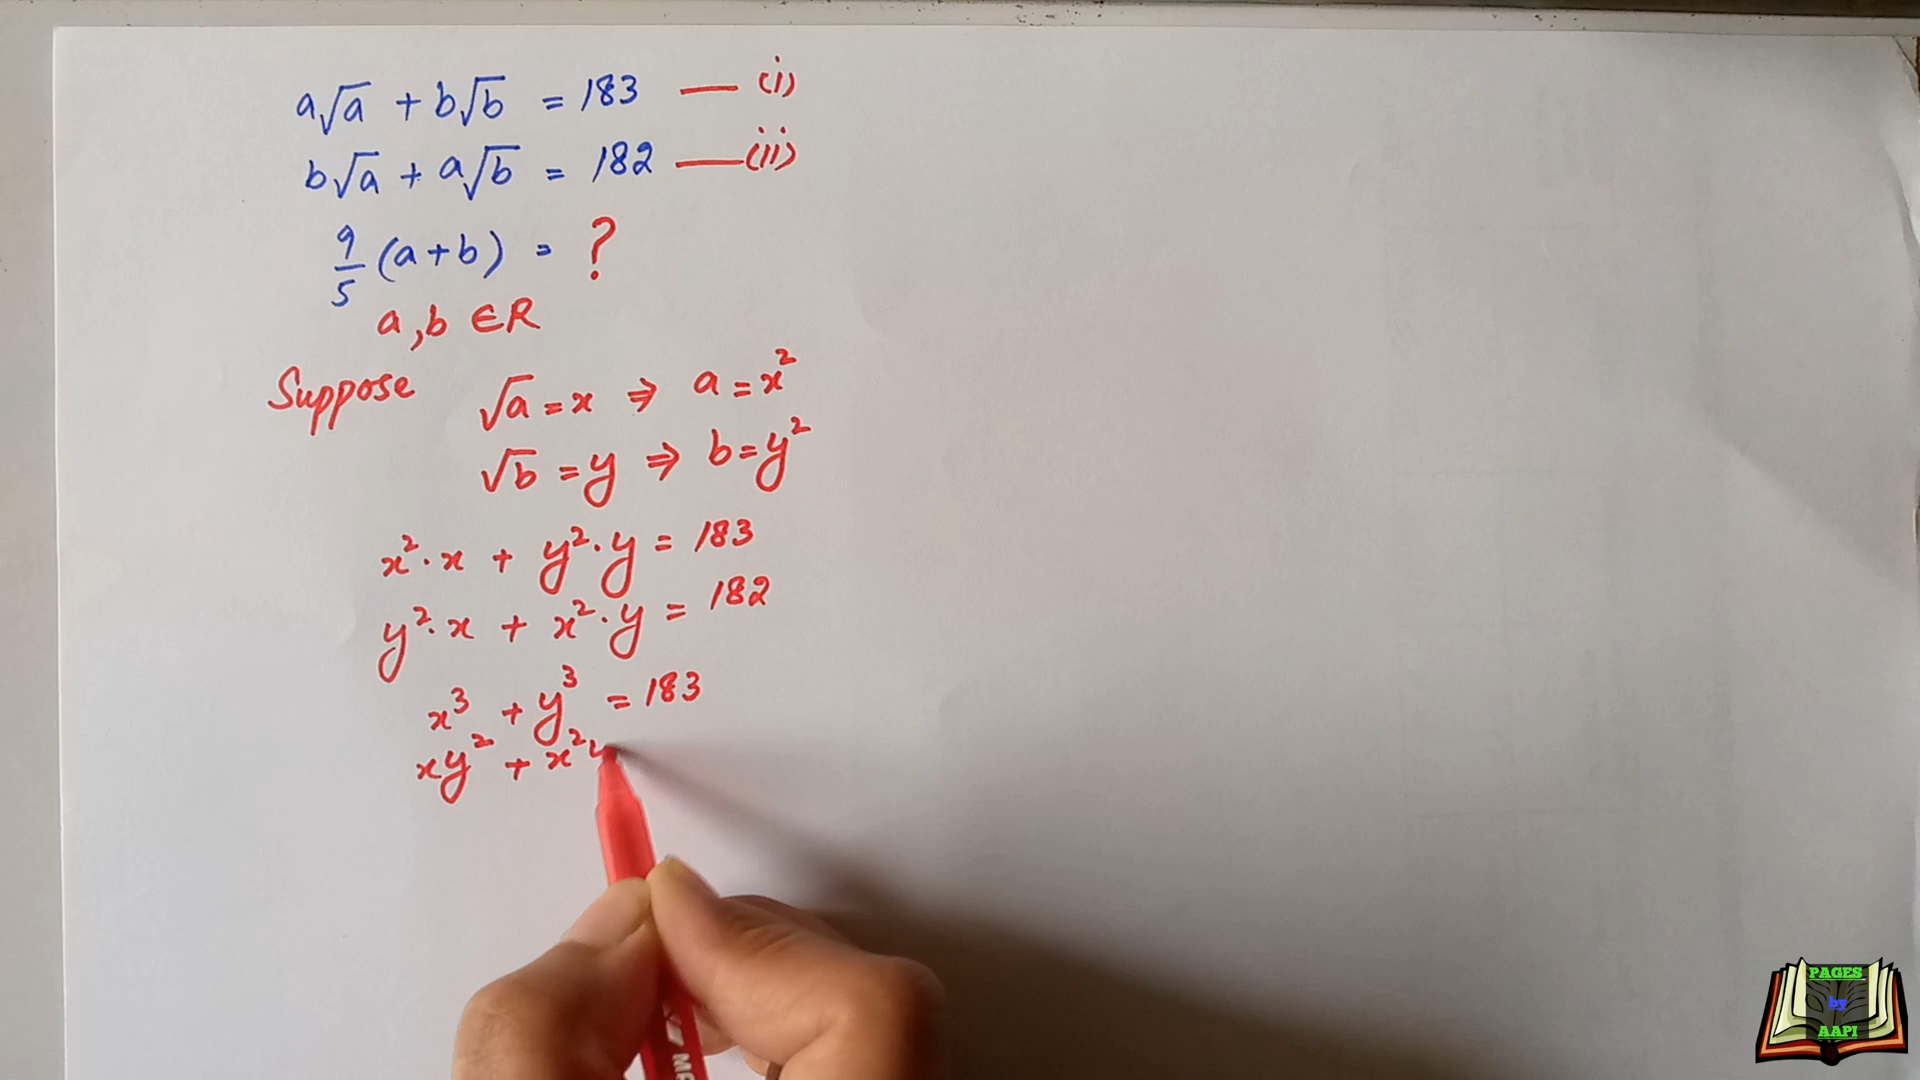 a√a + b√b = 183 — (i)
b√a + a√b = 182 — (ii)
9/5 (a+b) = ?
a, b ∈ R
Suppose √a = x ⇒ a = x²
√b = y ⇒ b = y²
x²·x + y²·y = 183
y²·x + x²·y = 182
x³ + y³ = 183
xy² + x²
PAGES
by
AAPI